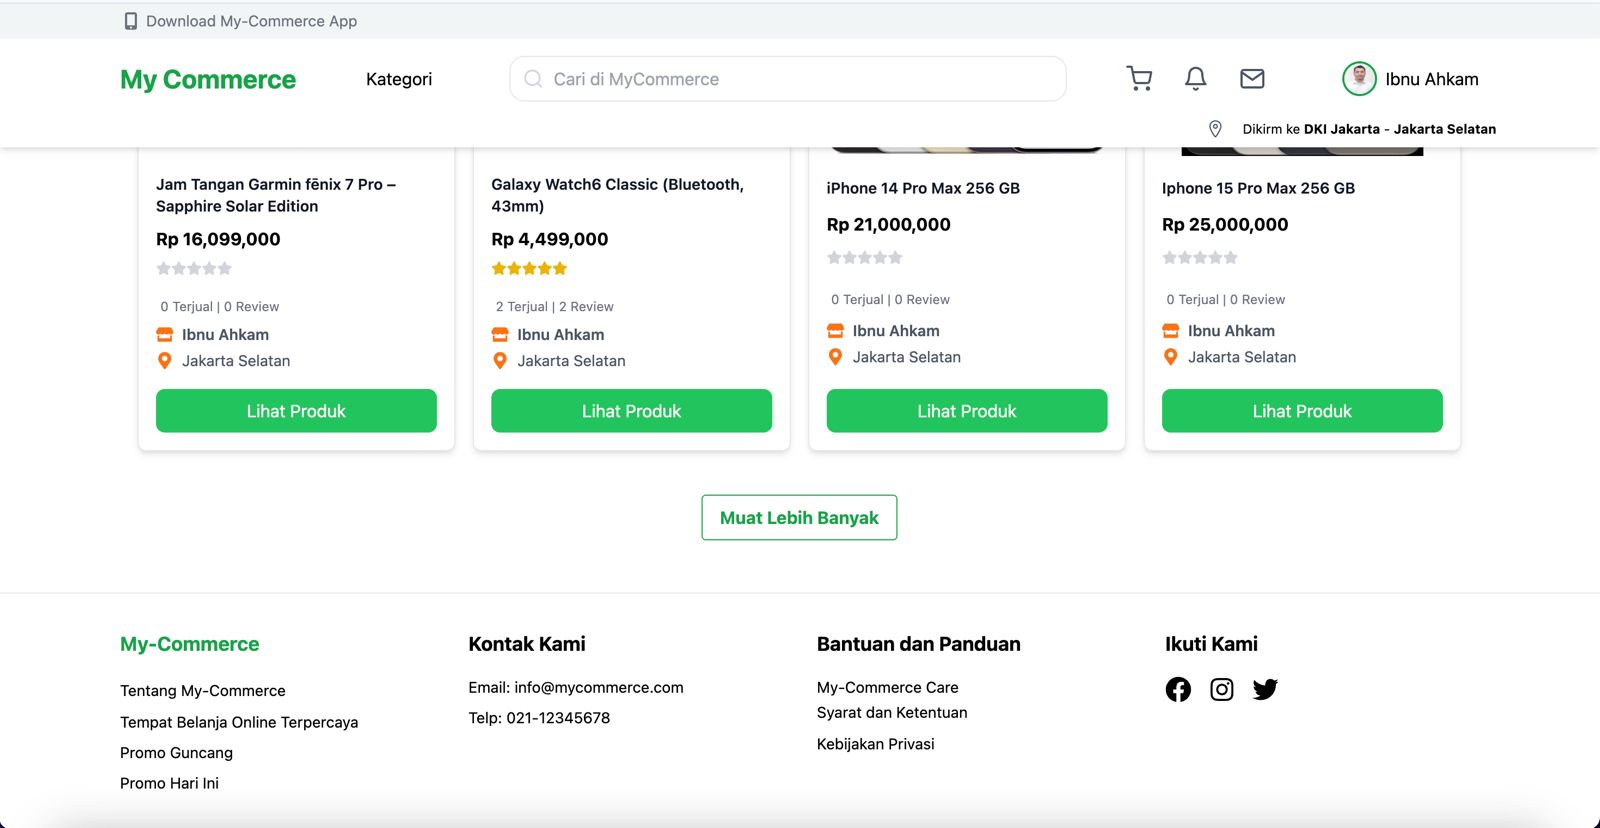 Download My-Commerce App
My Commerce
Kategori
Cari di MyCommerce
Ibnu Ahkam
Dikirm ke DKI Jakarta - Jakarta Selatan
Jam Tangan Garmin fēnix 7 Pro –
Sapphire Solar Edition
Rp 16,099,000
0 Terjual | 0 Review
Ibnu Ahkam
Jakarta Selatan
Lihat Produk
Galaxy Watch6 Classic (Bluetooth,
43mm)
Rp 4,499,000
2 Terjual | 2 Review
Ibnu Ahkam
Jakarta Selatan
Lihat Produk
iPhone 14 Pro Max 256 GB
Rp 21,000,000
0 Terjual | 0 Review
Ibnu Ahkam
Jakarta Selatan
Lihat Produk
Iphone 15 Pro Max 256 GB
Rp 25,000,000
0 Terjual | 0 Review
Ibnu Ahkam
Jakarta Selatan
Lihat Produk
Muat Lebih Banyak
My-Commerce
Tentang My-Commerce
Tempat Belanja Online Terpercaya
Promo Guncang
Promo Hari Ini
Kontak Kami
Email: info@mycommerce.com
Telp: 021-12345678
Bantuan dan Panduan
My-Commerce Care
Syarat dan Ketentuan
Kebijakan Privasi
Ikuti Kami